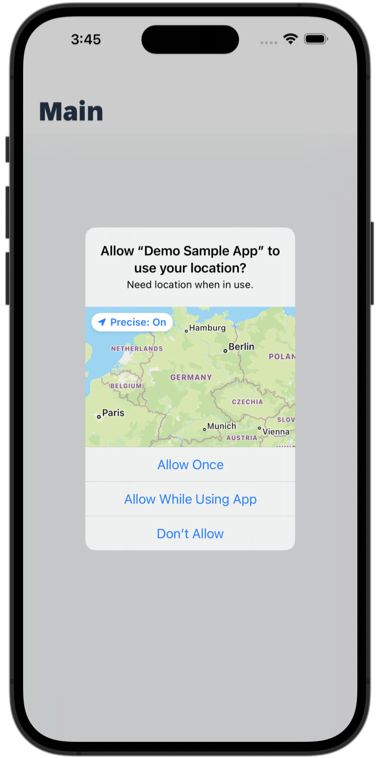 3:45
Main
Allow “Demo Sample App” to
use your location?
Need location when in use.
Precise: On
Hamburg
Berlin
NETHERLANDS
POLAN
BELGIUM
GERMANY
CZECHIA
Paris
Munich
Vienna
SLOV
AUSTRIA
Allow Once
Allow While Using App
Don’t Allow